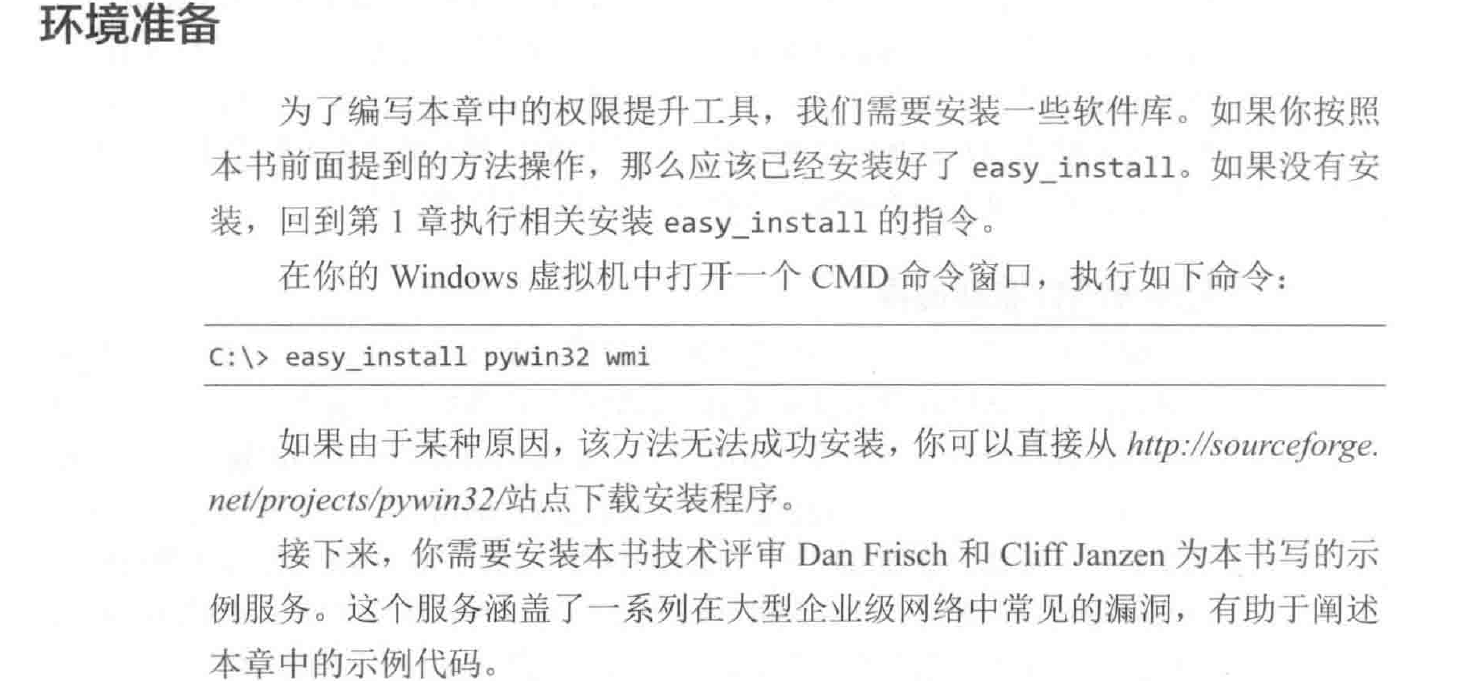 环境准备
为了编写本章中的权限提升工具，我们需要安装一些软件库。如果你按照
本书前面提到的方法操作，那么应该已经安装好了 easy_install。如果没有安
装，回到第 1 章执行相关安装 easy_install 的指令。
在你的 Windows 虚拟机中打开一个 CMD 命令窗口，执行如下命令：
C:\> easy_install pywin32 wmi
如果由于某种原因，该方法无法成功安装，你可以直接从 http://sourceforge.
net/projects/pywin32/站点下载安装程序。
接下来，你需要安装本书技术评审 Dan Frisch 和 Cliff Janzen 为本书写的示
例服务。这个服务涵盖了一系列在大型企业级网络中常见的漏洞，有助于阐述
本章中的示例代码。